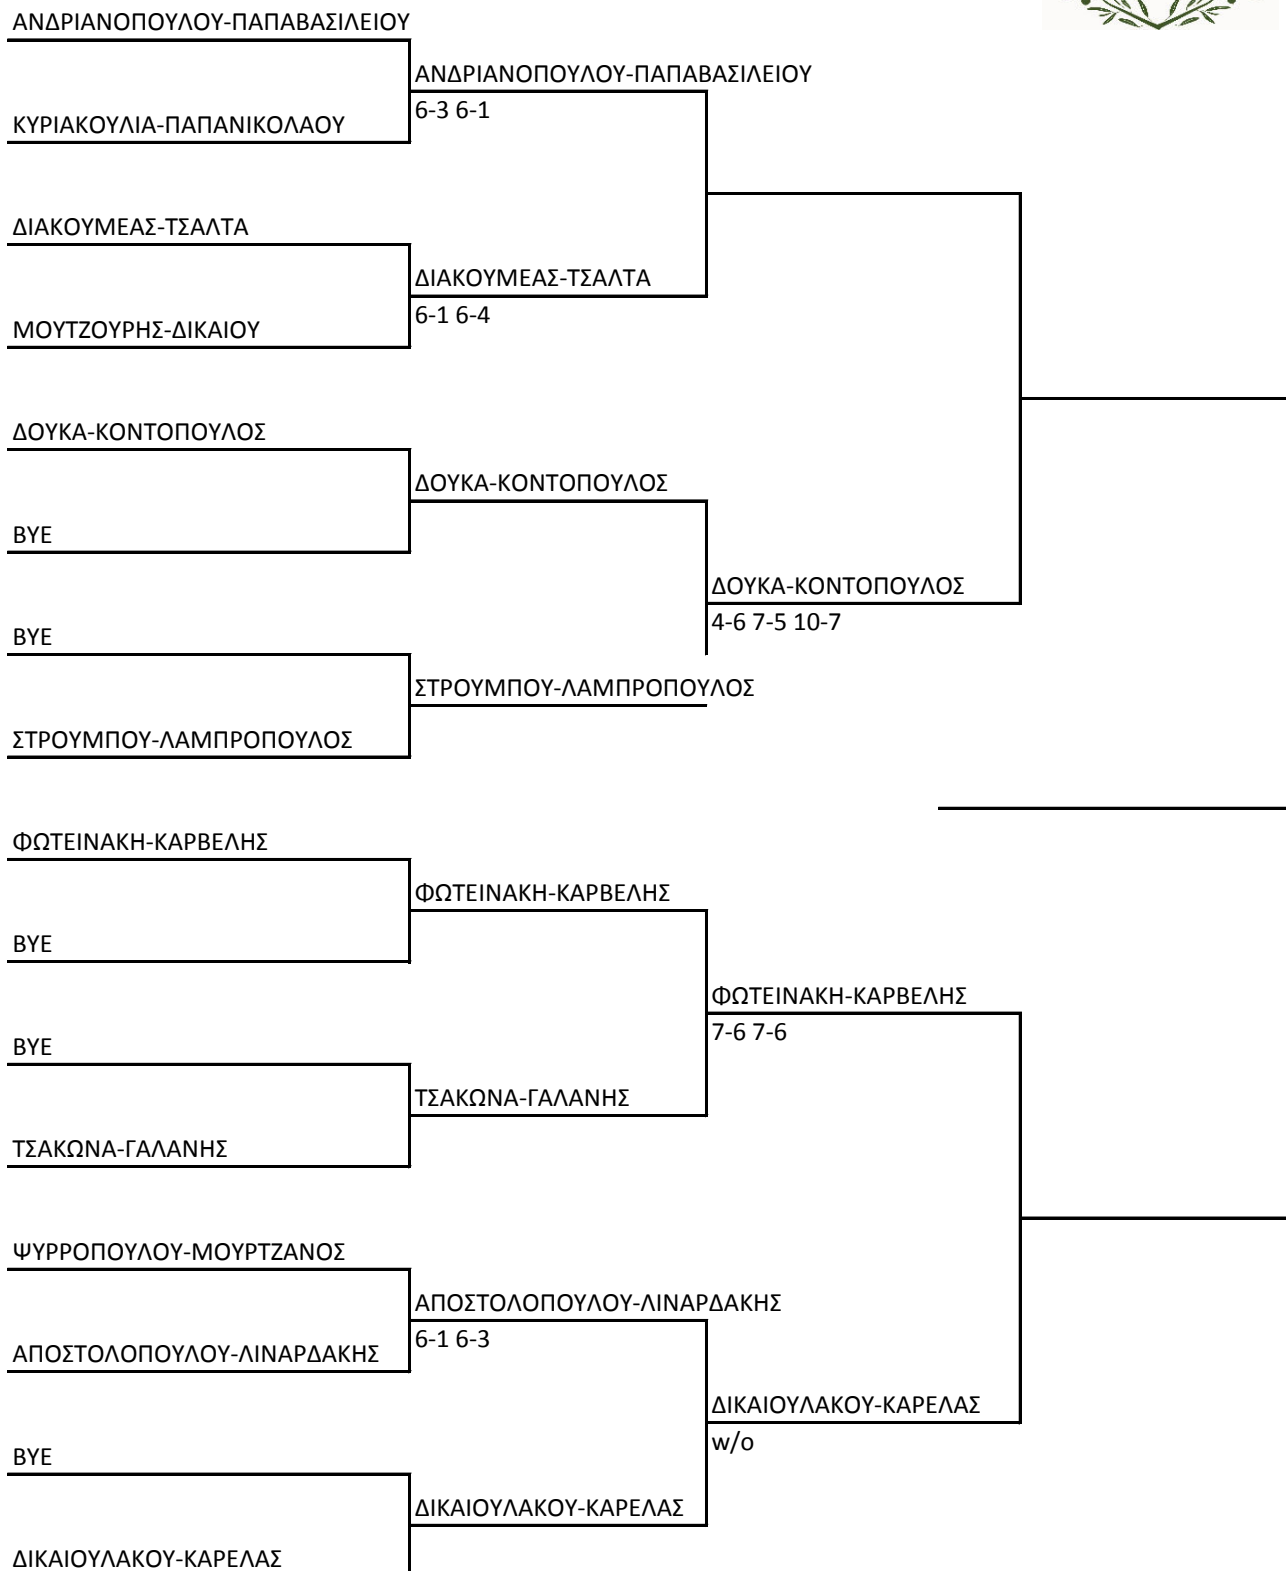 ΑΝΔΡΙΑΝΟΠΟΥΛΟΥ-ΠΑΠΑΒΑΣΙΛΕΙΟΥ
ΑΝΔΡΙΑΝΟΠΟΥΛΟΥ-ΠΑΠΑΒΑΣΙΛΕΙΟΥ
6-3 6-1
ΚΥΡΙΑΚΟΥΛΙΑ-ΠΑΠΑΝΙΚΟΛΑΟΥ
ΔΙΑΚΟΥΜΕΑΣ-ΤΣΑΛΤΑ
ΔΙΑΚΟΥΜΕΑΣ-ΤΣΑΛΤΑ
6-1 6-4
ΜΟΥΤΖΟΥΡΗΣ-ΔΙΚΑΙΟΥ
ΔΟΥΚΑ-ΚΟΝΤΟΠΟΥΛΟΣ
ΔΟΥΚΑ-ΚΟΝΤΟΠΟΥΛΟΣ
BYE
ΔΟΥΚΑ-ΚΟΝΤΟΠΟΥΛΟΣ
4-6 7-5 10-7
BYE
ΣΤΡΟΥΜΠΟΥ-ΛΑΜΠΡΟΠΟΥΛΟΣ
ΣΤΡΟΥΜΠΟΥ-ΛΑΜΠΡΟΠΟΥΛΟΣ
ΦΩΤΕΙΝΑΚΗ-ΚΑΡΒΕΛΗΣ
ΦΩΤΕΙΝΑΚΗ-ΚΑΡΒΕΛΗΣ
BYE
ΦΩΤΕΙΝΑΚΗ-ΚΑΡΒΕΛΗΣ
7-6 7-6
BYE
ΤΣΑΚΩΝΑ-ΓΑΛΑΝΗΣ
ΤΣΑΚΩΝΑ-ΓΑΛΑΝΗΣ
ΨΥΡΡΟΠΟΥΛΟΥ-ΜΟΥΡΤΖΑΝΟΣ
ΑΠΟΣΤΟΛΟΠΟΥΛΟΥ-ΛΙΝΑΡΔΑΚΗΣ
6-1 6-3
ΑΠΟΣΤΟΛΟΠΟΥΛΟΥ-ΛΙΝΑΡΔΑΚΗΣ
ΔΙΚΑΙΟΥΛΑΚΟΥ-ΚΑΡΕΛΑΣ
w/o
BYE
ΔΙΚΑΙΟΥΛΑΚΟΥ-ΚΑΡΕΛΑΣ
ΔΙΚΑΙΟΥΛΑΚΟΥ-ΚΑΡΕΛΑΣ